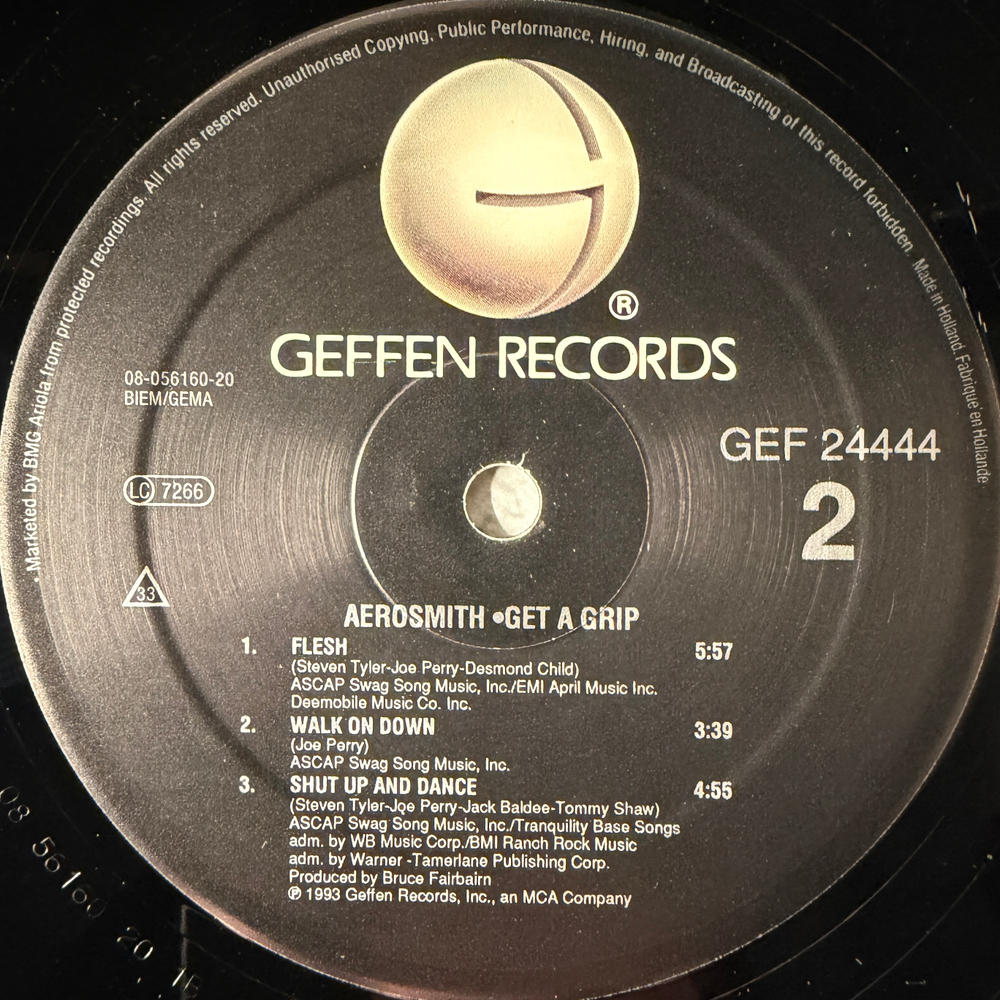 • Marketed by BMG Ariola from protected recordings. All rights reserved. Unauthorised Copying, Public Performance, Hiring, and Broadcasting of this record forbidden. Made in Holland. Fabriqué en Hollande
®
GEFFEN RECORDS
08-056160-20
BIEM/GEMA
GEF 24444
LC 7266
2
33
AEROSMITH •GET A GRIP
1. FLESH 5:57
(Steven Tyler-Joe Perry-Desmond Child)
ASCAP Swag Song Music, Inc./EMI April Music Inc.
Deemobile Music Co. Inc.
2. WALK ON DOWN 3:39
(Joe Perry)
ASCAP Swag Song Music, Inc.
3. SHUT UP AND DANCE 4:55
(Steven Tyler-Joe Perry-Jack Baldee-Tommy Shaw)
ASCAP Swag Song Music, Inc./Tranquility Base Songs
adm. by WB Music Corp./BMI Ranch Rock Music
adm. by Warner -Tamerlane Publishing Corp.
Produced by Bruce Fairbairn
℗ 1993 Geffen Records, Inc., an MCA Company
08 56160 20